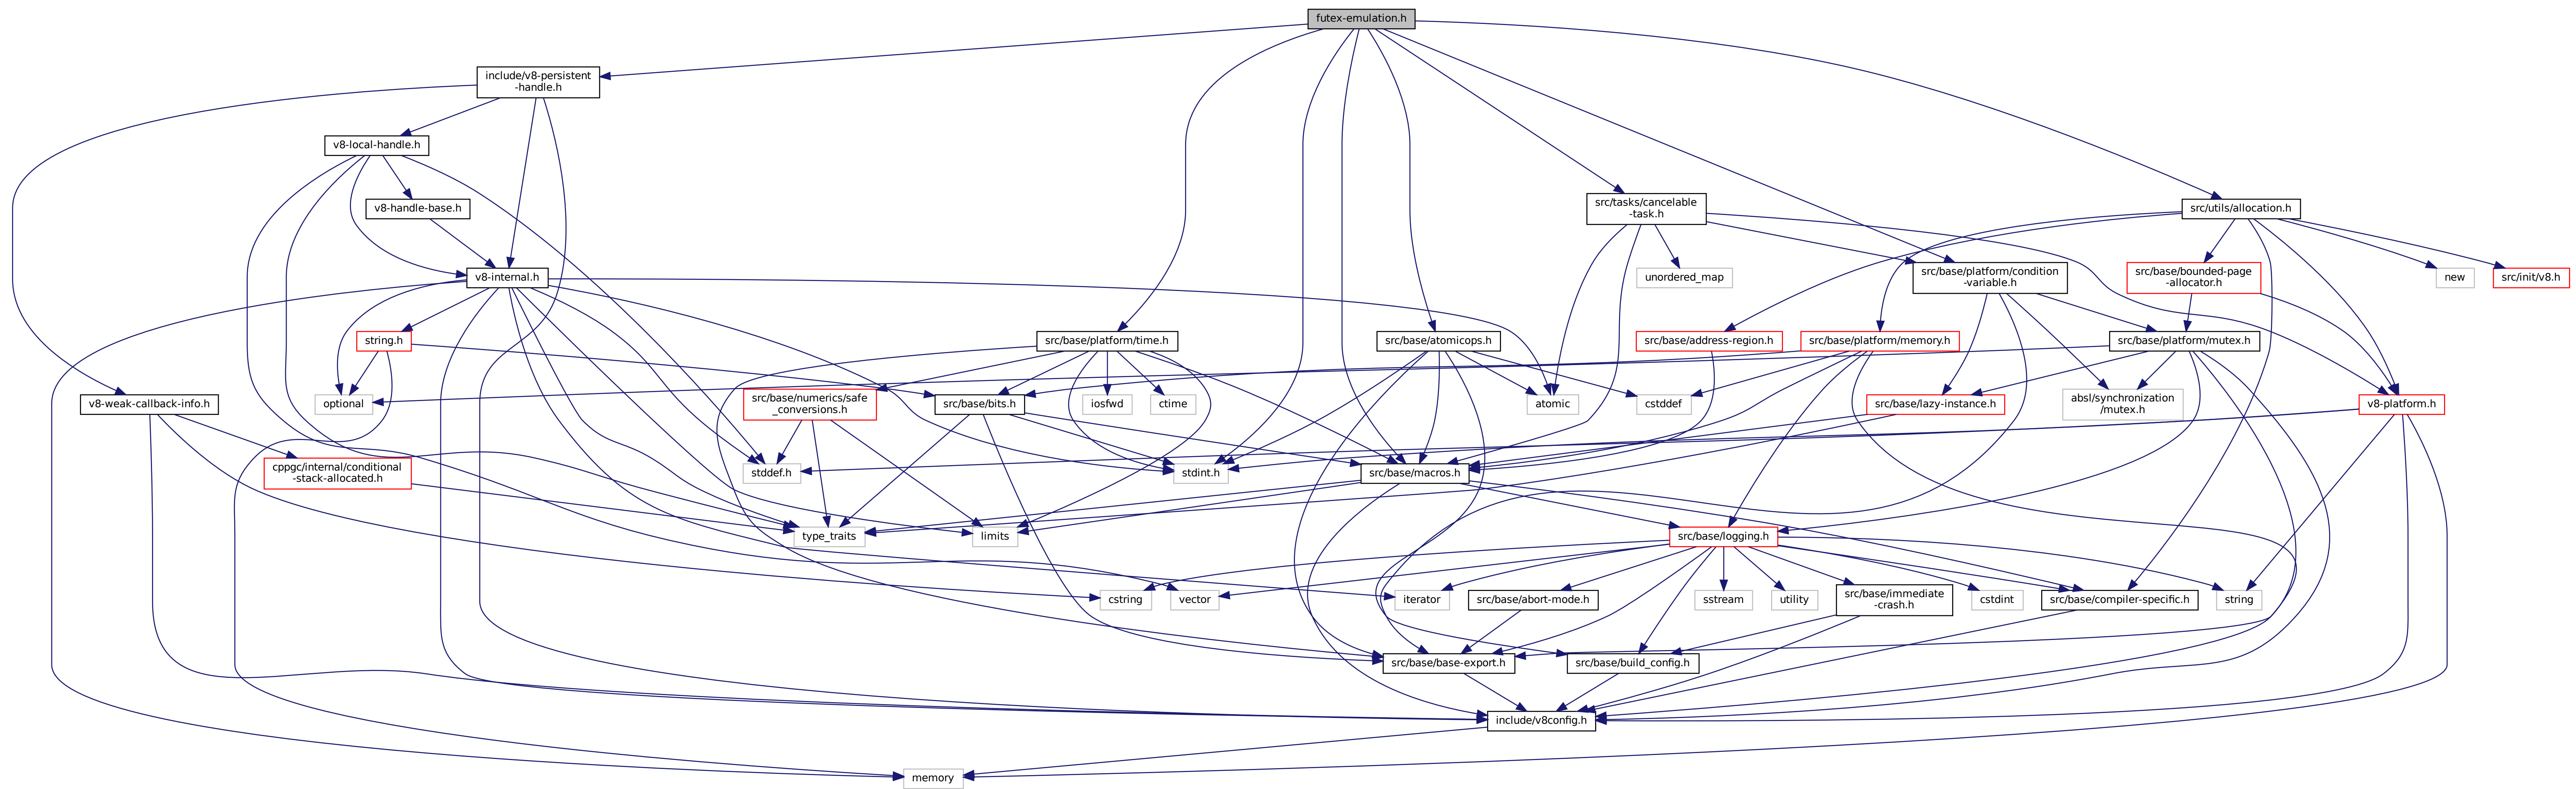 futex-emulation.h
include/v8-persistent
-handle.h
v8-local-handle.h
src/tasks/cancelable
-task.h
v8-handle-base.h
src/utils/allocation.h
v8-internal.h
unordered_map
src/base/platform/condition
-variable.h
src/base/bounded-page
-allocator.h
new
src/init/v8.h
string.h
src/base/platform/time.h
src/base/atomicops.h
src/base/address-region.h
src/base/platform/memory.h
src/base/platform/mutex.h
v8-weak-callback-info.h
optional
src/base/numerics/safe
_conversions.h
src/base/bits.h
iosfwd
ctime
atomic
cstddef
src/base/lazy-instance.h
absl/synchronization
/mutex.h
v8-platform.h
cppgc/internal/conditional
-stack-allocated.h
stddef.h
stdint.h
src/base/macros.h
type_traits
limits
src/base/logging.h
cstring
vector
iterator
src/base/abort-mode.h
sstream
utility
src/base/immediate
-crash.h
cstdint
src/base/compiler-specific.h
string
src/base/base-export.h
src/base/build_config.h
include/v8config.h
memory